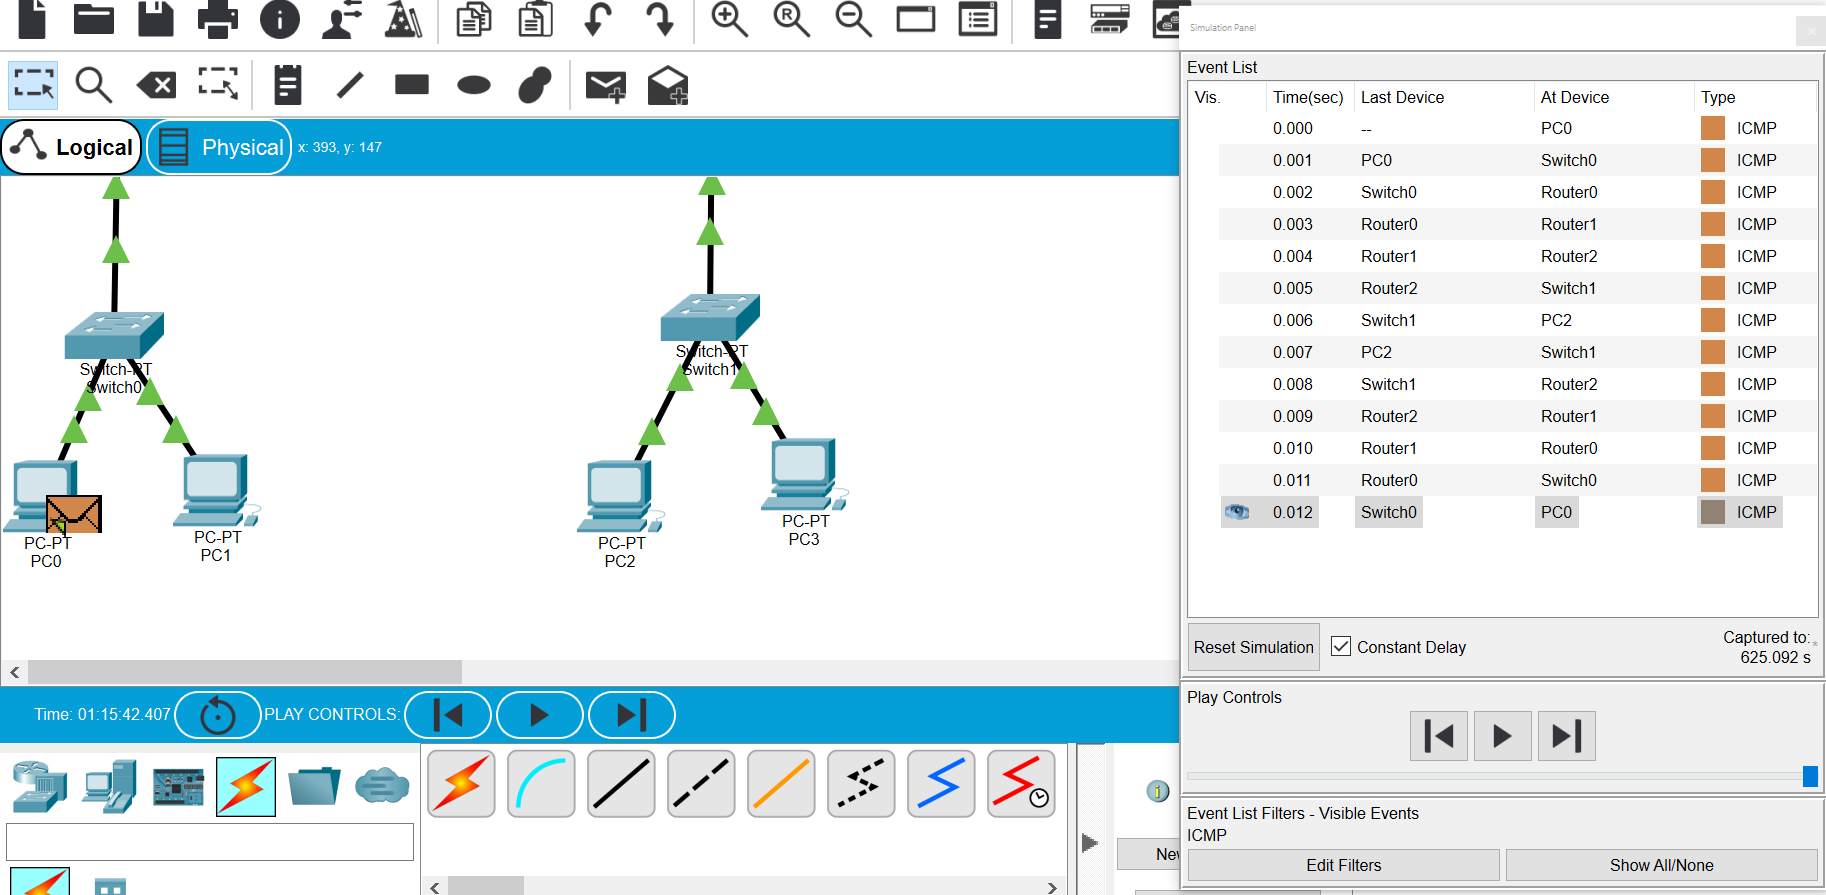 Simulation Panel
Event List
Vis. Time(sec) Last Device At Device Type
0.000 -- PC0 ICMP
0.001 PC0 Switch0 ICMP
0.002 Switch0 Router0 ICMP
0.003 Router0 Router1 ICMP
0.004 Router1 Router2 ICMP
0.005 Router2 Switch1 ICMP
0.006 Switch1 PC2 ICMP
0.007 PC2 Switch1 ICMP
0.008 Switch1 Router2 ICMP
0.009 Router2 Router1 ICMP
0.010 Router1 Router0 ICMP
0.011 Router0 Switch0 ICMP
0.012 Switch0 PC0 ICMP
Reset Simulation
Constant Delay
Captured to:
625.092 s
Play Controls
Event List Filters - Visible Events
ICMP
Edit Filters
Show All/None
R
Logical
Physical
x: 393, y: 147
Switch-PT
Switch0
Switch-PT
Switch1
PC-PT
PC0
PC-PT
PC1
PC-PT
PC2
PC-PT
PC3
Time: 01:15:42.407
PLAY CONTROLS: